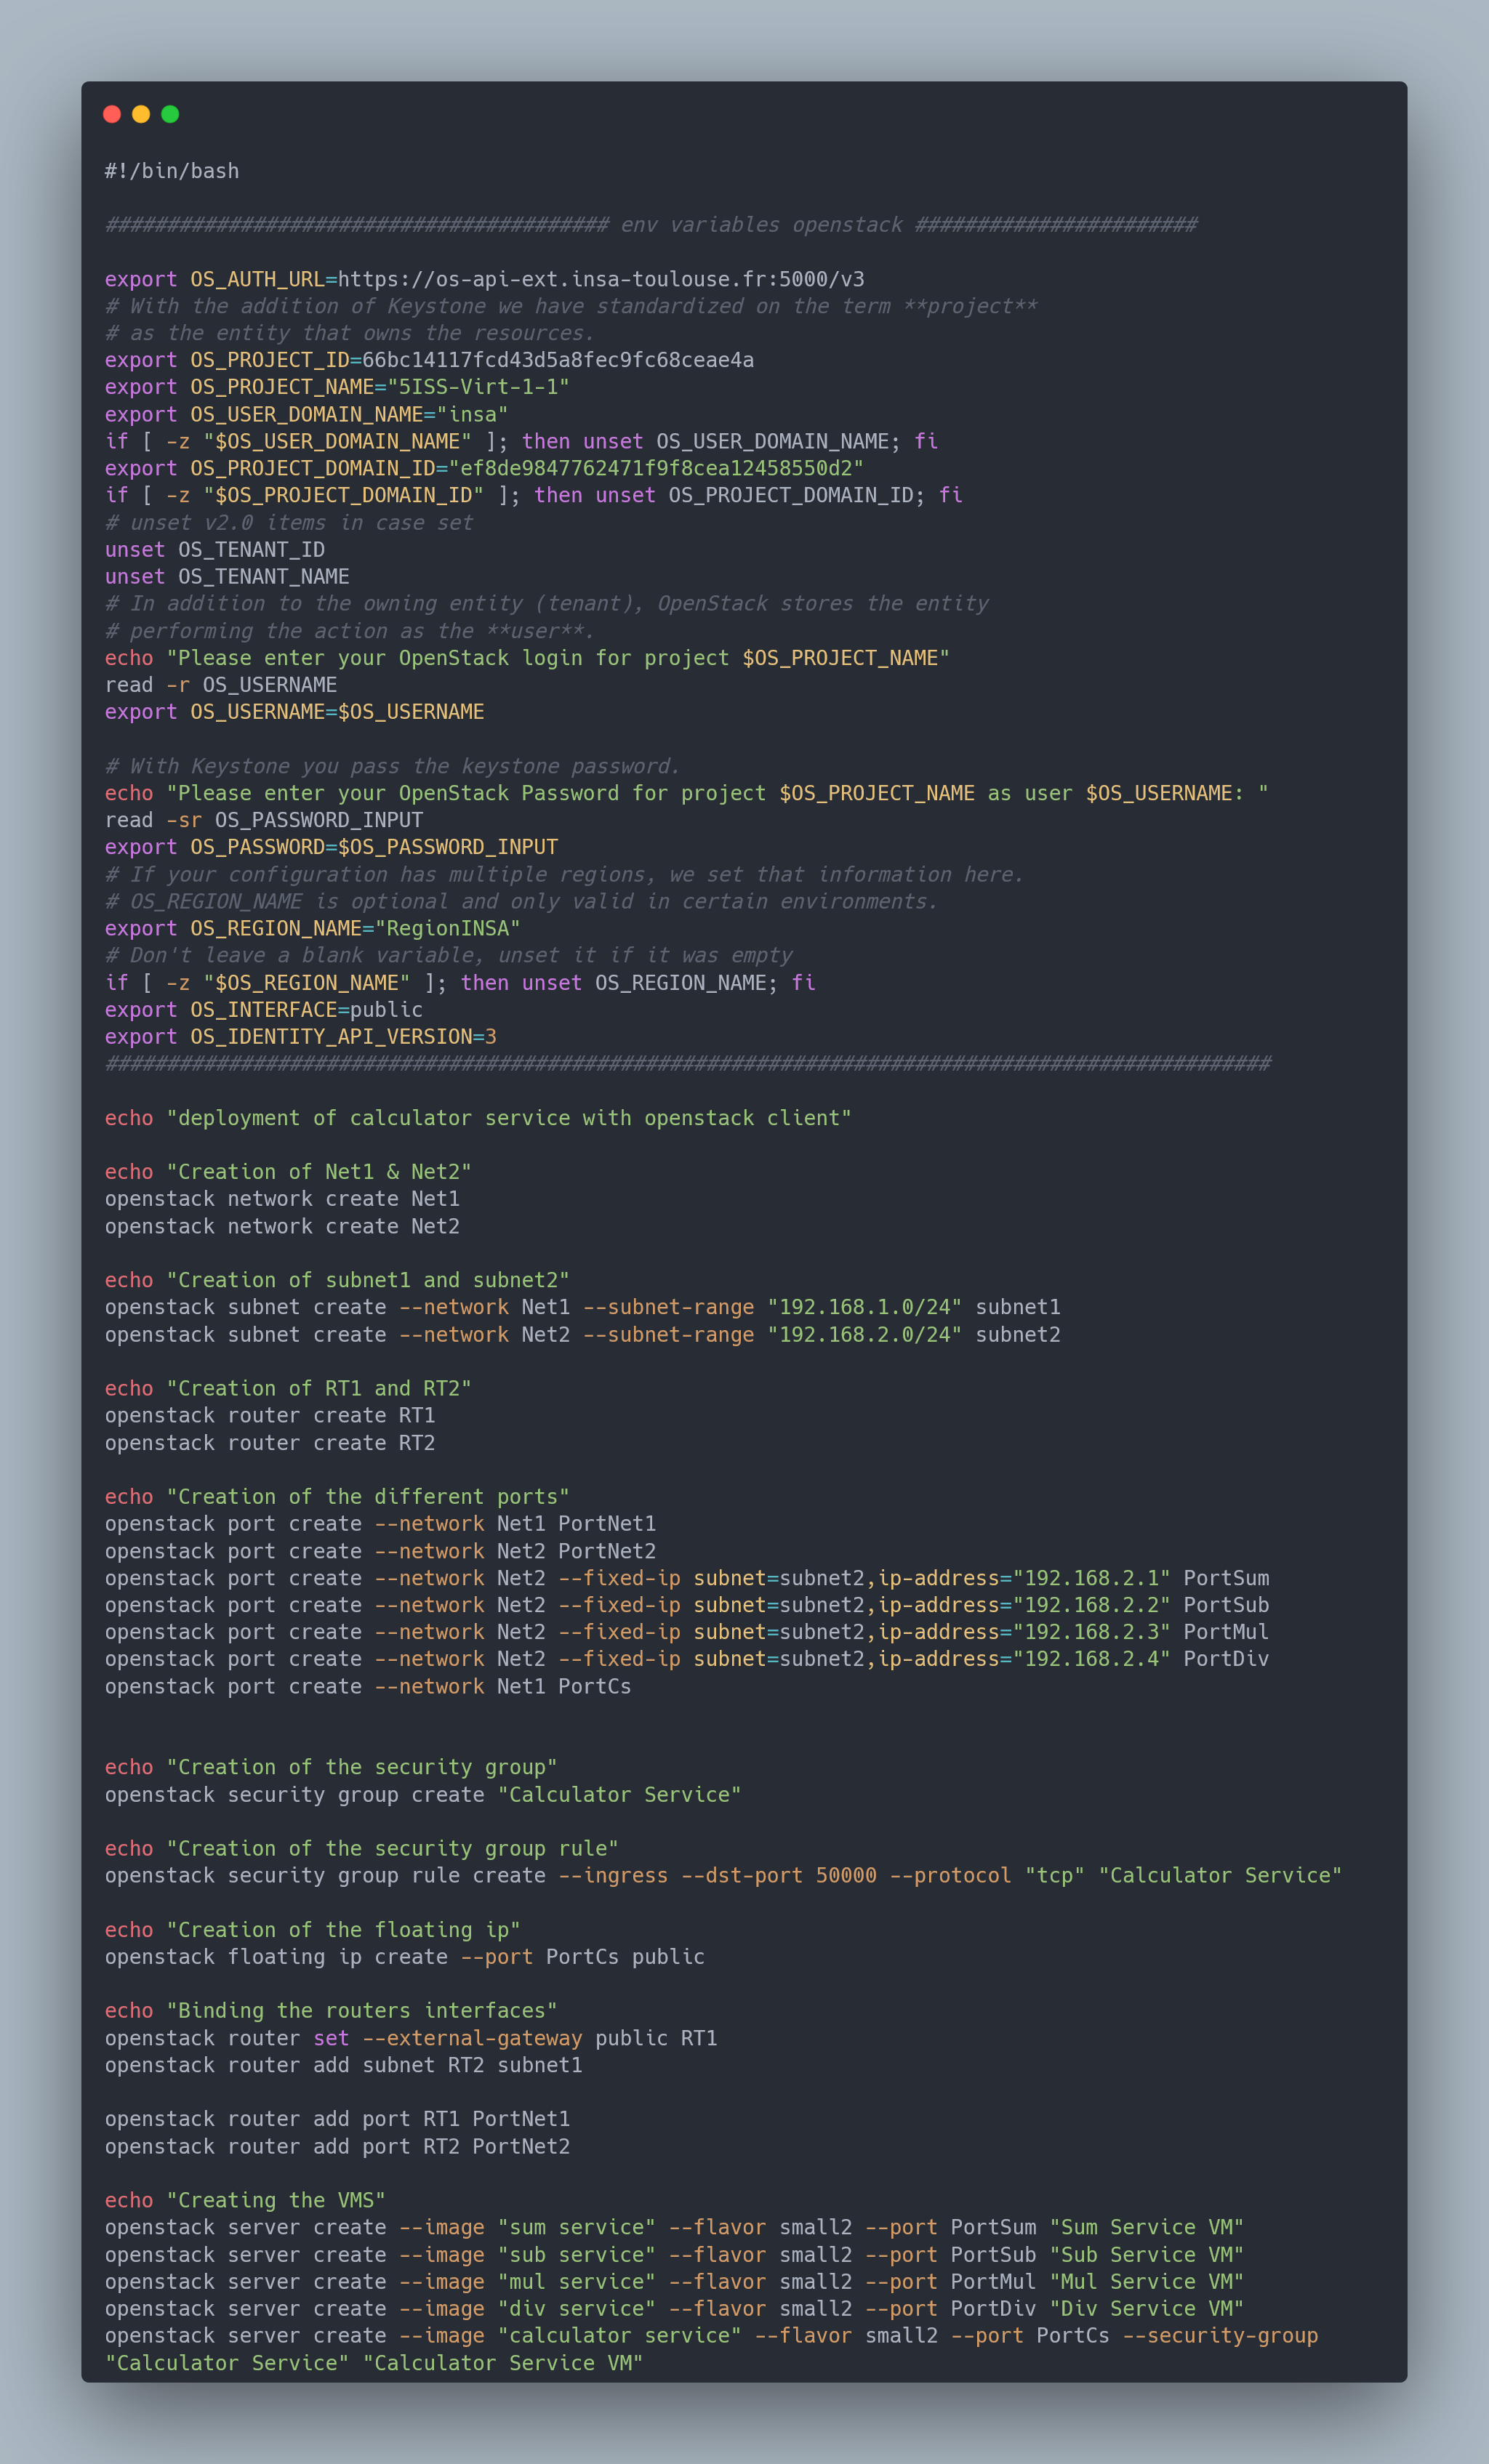 #!/bin/bash
######################################### env variables openstack #######################
export OS_AUTH_URL=https://os-api-ext.insa-toulouse.fr:5000/v3
# With the addition of Keystone we have standardized on the term **project**
# as the entity that owns the resources.
export OS_PROJECT_ID=66bc14117fcd43d5a8fec9fc68ceae4a
export OS_PROJECT_NAME="5ISS-Virt-1-1"
export OS_USER_DOMAIN_NAME="insa"
if [ -z "$OS_USER_DOMAIN_NAME" ]; then unset OS_USER_DOMAIN_NAME; fi
export OS_PROJECT_DOMAIN_ID="ef8de9847762471f9f8cea12458550d2"
if [ -z "$OS_PROJECT_DOMAIN_ID" ]; then unset OS_PROJECT_DOMAIN_ID; fi
# unset v2.0 items in case set
unset OS_TENANT_ID
unset OS_TENANT_NAME
# In addition to the owning entity (tenant), OpenStack stores the entity
# performing the action as the **user**.
echo "Please enter your OpenStack login for project $OS_PROJECT_NAME"
read -r OS_USERNAME
export OS_USERNAME=$OS_USERNAME
# With Keystone you pass the keystone password.
echo "Please enter your OpenStack Password for project $OS_PROJECT_NAME as user $OS_USERNAME: "
read -sr OS_PASSWORD_INPUT
export OS_PASSWORD=$OS_PASSWORD_INPUT
# If your configuration has multiple regions, we set that information here.
# OS_REGION_NAME is optional and only valid in certain environments.
export OS_REGION_NAME="RegionINSA"
# Don't leave a blank variable, unset it if it was empty
if [ -z "$OS_REGION_NAME" ]; then unset OS_REGION_NAME; fi
export OS_INTERFACE=public
export OS_IDENTITY_API_VERSION=3
###############################################################################################
echo "deployment of calculator service with openstack client"
echo "Creation of Net1 & Net2"
openstack network create Net1
openstack network create Net2
echo "Creation of subnet1 and subnet2"
openstack subnet create --network Net1 --subnet-range "192.168.1.0/24" subnet1
openstack subnet create --network Net2 --subnet-range "192.168.2.0/24" subnet2
echo "Creation of RT1 and RT2"
openstack router create RT1
openstack router create RT2
echo "Creation of the different ports"
openstack port create --network Net1 PortNet1
openstack port create --network Net2 PortNet2
openstack port create --network Net2 --fixed-ip subnet=subnet2,ip-address="192.168.2.1" PortSum
openstack port create --network Net2 --fixed-ip subnet=subnet2,ip-address="192.168.2.2" PortSub
openstack port create --network Net2 --fixed-ip subnet=subnet2,ip-address="192.168.2.3" PortMul
openstack port create --network Net2 --fixed-ip subnet=subnet2,ip-address="192.168.2.4" PortDiv
openstack port create --network Net1 PortCs
echo "Creation of the security group"
openstack security group create "Calculator Service"
echo "Creation of the security group rule"
openstack security group rule create --ingress --dst-port 50000 --protocol "tcp" "Calculator Service"
echo "Creation of the floating ip"
openstack floating ip create --port PortCs public
echo "Binding the routers interfaces"
openstack router set --external-gateway public RT1
openstack router add subnet RT2 subnet1
openstack router add port RT1 PortNet1
openstack router add port RT2 PortNet2
echo "Creating the VMS"
openstack server create --image "sum service" --flavor small2 --port PortSum "Sum Service VM"
openstack server create --image "sub service" --flavor small2 --port PortSub "Sub Service VM"
openstack server create --image "mul service" --flavor small2 --port PortMul "Mul Service VM"
openstack server create --image "div service" --flavor small2 --port PortDiv "Div Service VM"
openstack server create --image "calculator service" --flavor small2 --port PortCs --security-group
"Calculator Service" "Calculator Service VM"